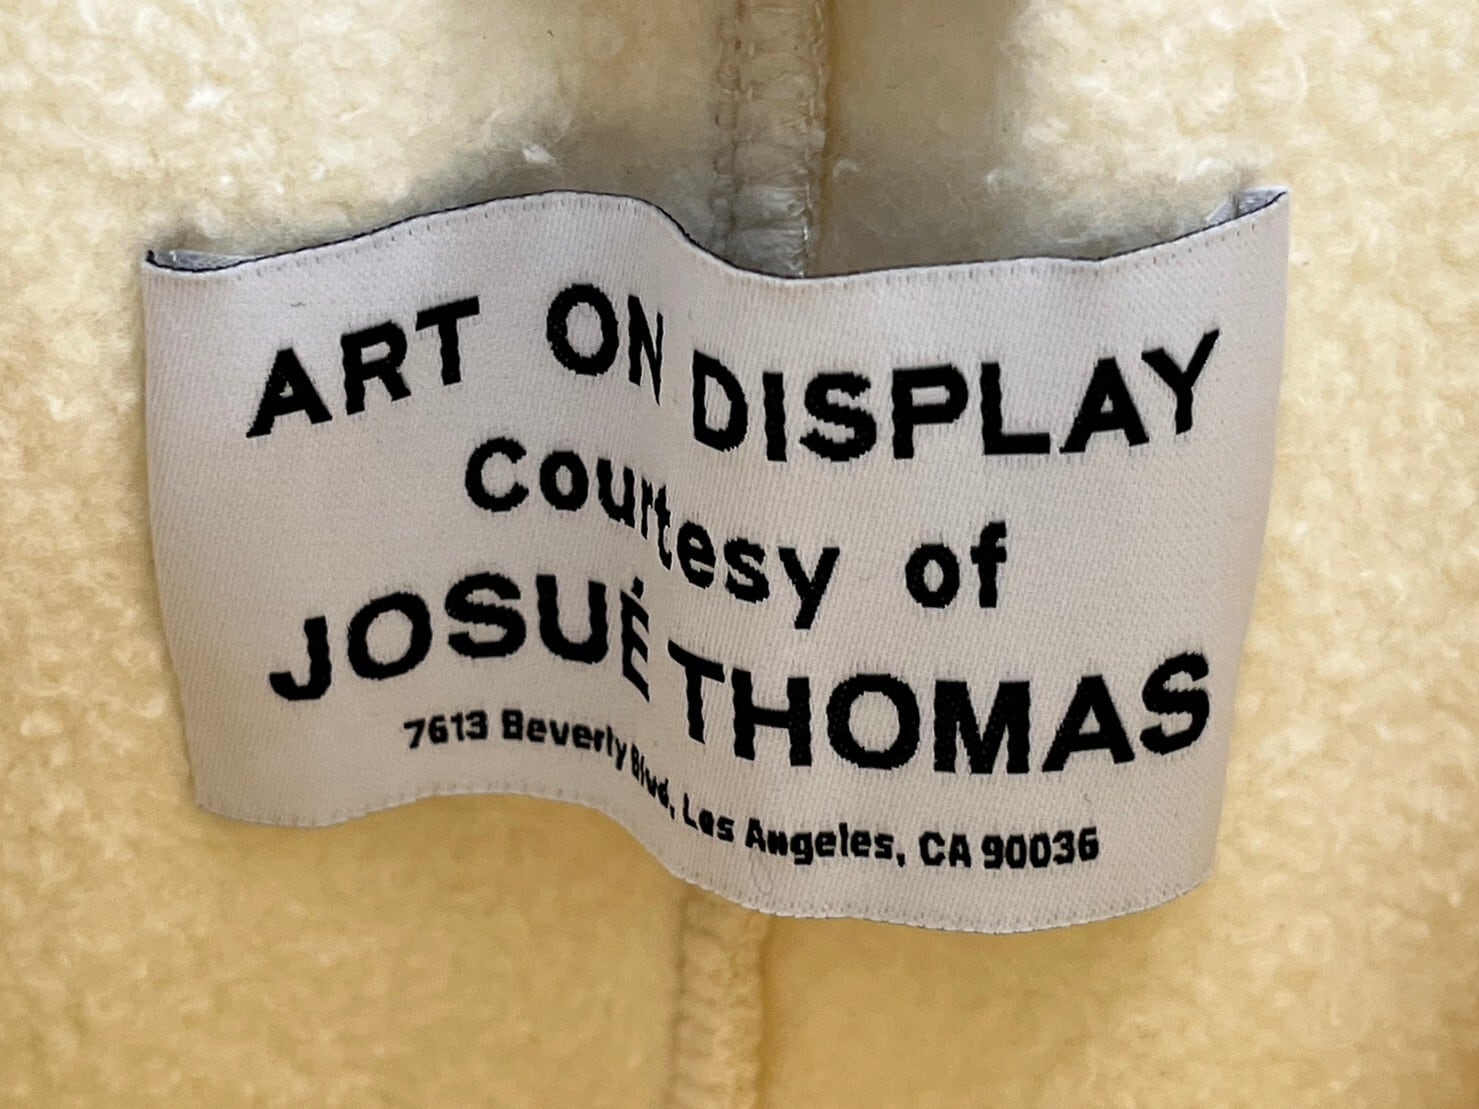 ART ON DISPLAY
Courtesy of
JOSUÉ THOMAS
7613 Beverly Blvd, Los Angeles, CA 90036